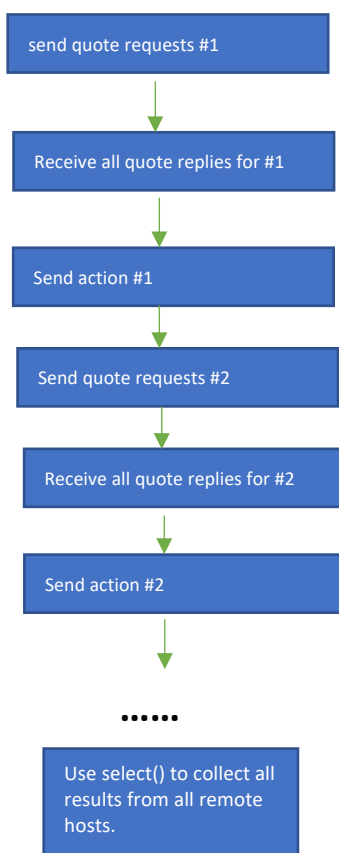 send quote requests #1
Receive all quote replies for #1
Send action #1
Send quote requests #2
Receive all quote replies for #2
Send action #2
......
Use select() to collect all
results from all remote
hosts.